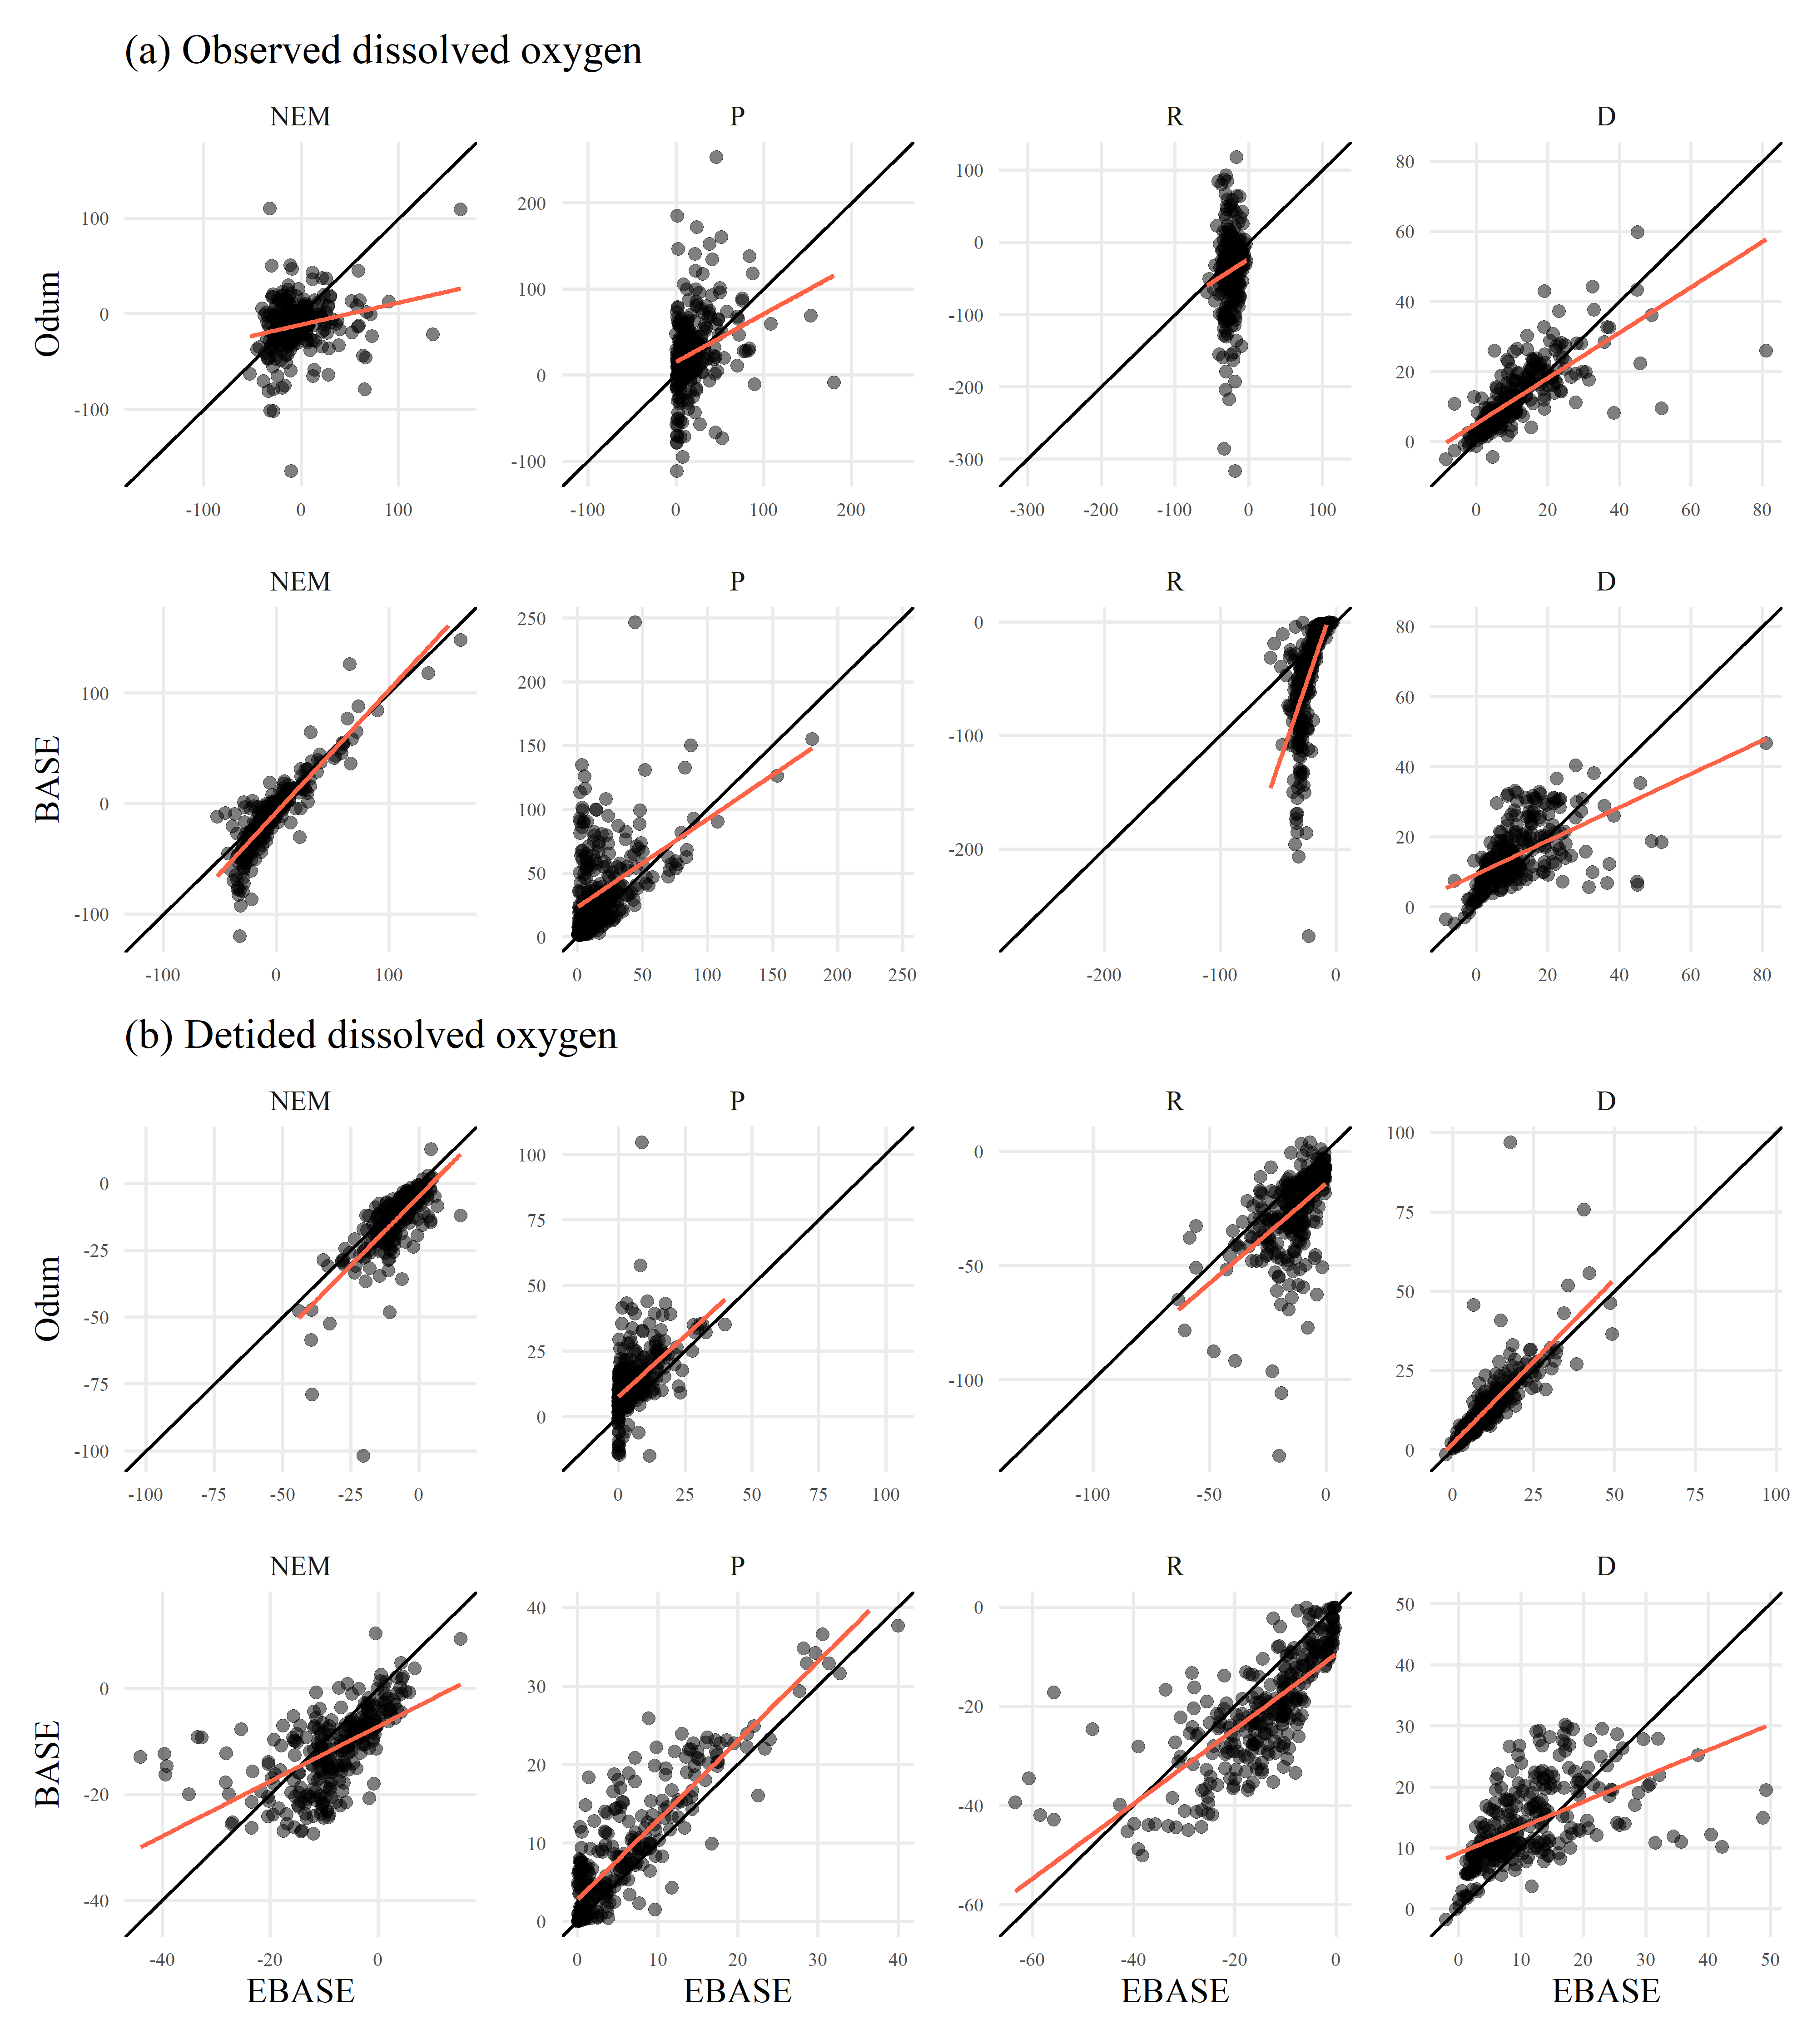 (a) Observed dissolved oxygen
NEM P R D
Odum
100 0 -100
-100 0 100
200 100 0 -100
-100 0 100 200
100 0 -100 -200 -300
-300 -200 -100 0 100
80 60 40 20 0
0 20 40 60 80
NEM P R D
BASE
100 0 -100
-100 0 100
250 200 150 100 50 0
0 50 100 150 200 250
0 -100 -200
-200 -100 0
80 60 40 20 0
0 20 40 60 80
(b) Detided dissolved oxygen
NEM P R D
Odum
0 -25 -50 -75 -100
-100 -75 -50 -25 0
100 75 50 25 0
0 25 50 75 100
0 -50 -100
-100 -50 0
100 75 50 25 0
0 25 50 75 100
NEM P R D
BASE
0 -20 -40
-40 -20 0
40 30 20 10 0
0 10 20 30 40
0 -20 -40 -60
-60 -40 -20 0
50 40 30 20 10 0
0 10 20 30 40 50
EBASE EBASE EBASE EBASE